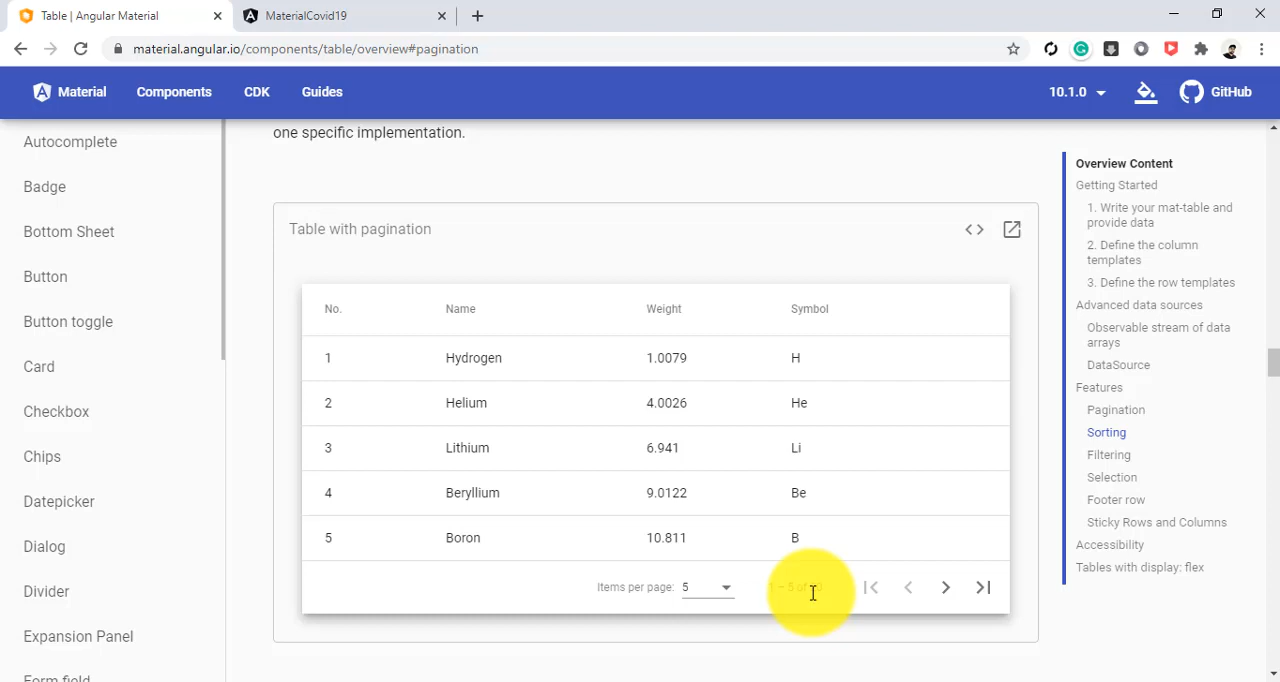 Table | Angular Material
MaterialCovid19
material.angular.io/components/table/overview#pagination
Material
Components
CDK
Guides
10.1.0
GitHub
Autocomplete
Badge
Bottom Sheet
Button
Button toggle
Card
Checkbox
Chips
Datepicker
Dialog
Divider
Expansion Panel
Form field
one specific implementation.
Table with pagination
No. Name Weight Symbol
1 Hydrogen 1.0079 H
2 Helium 4.0026 He
3 Lithium 6.941 Li
4 Beryllium 9.0122 Be
5 Boron 10.811 B
Items per page: 5 1 – 5 of
Overview Content
Getting Started
1. Write your mat-table and
provide data
2. Define the column
templates
3. Define the row templates
Advanced data sources
Observable stream of data
arrays
DataSource
Features
Pagination
Sorting
Filtering
Selection
Footer row
Sticky Rows and Columns
Accessibility
Tables with display: flex